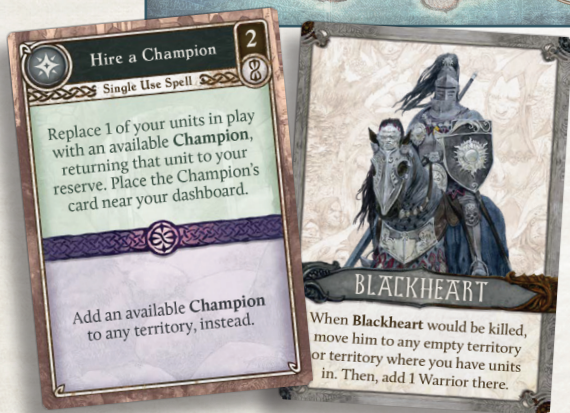 Hire a Champion
2
Single Use Spell
Replace 1 of your units in play
with an available Champion,
returning that unit to your
reserve. Place the Champion's
card near your dashboard.
Add an available Champion
to any territory, instead.
BLACKHEART
When Blackheart would be killed,
move him to any empty territory
or territory where you have units
in. Then, add 1 Warrior there.